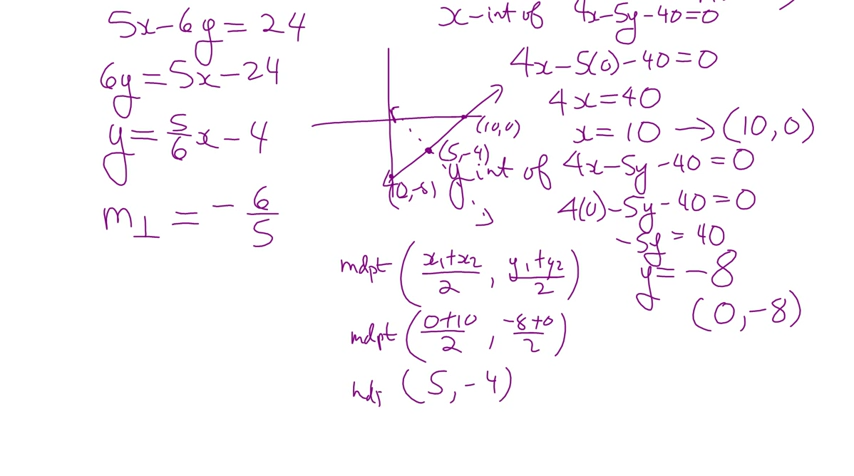 5x-6y=24
6y=5x-24
y=5/6x-4
m⊥=-6/5
x-int of 4x-5y-40=0
4x-5(0)-40=0
4x=40
x=10→(10,0)
(10,0)
(5,-4)
(0,-8)
y int of 4x-5y-40=0
4(0)-5y-40=0
-5y=40
y=-8
(0,-8)
mdpt (x₁+x₂/2, y₁+y₂/2)
mdpt (0+10/2, -8+0/2)
(5,-4)